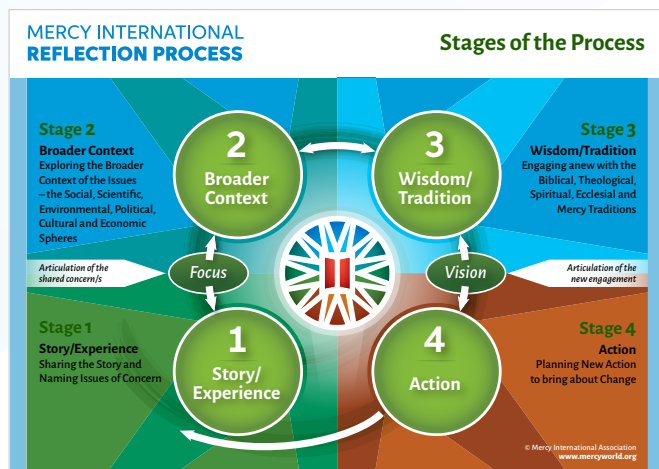 MERCY INTERNATIONAL
REFLECTION PROCESS
Stages of the Process
Stage 2
Broader Context
Exploring the Broader
Context of the Issues
– the Social, Scientific,
Environmental, Political,
Cultural and Economic
Spheres
2
Broader
Context
3
Wisdom/
Tradition
Stage 3
Wisdom/Tradition
Engaging anew with the
Biblical, Theological,
Spiritual, Ecclesial and
Mercy Traditions
Articulation of the
shared concern/s
Focus
Vision
Articulation of the
new engagement
Stage 1
Story/Experience
Sharing the Story and
Naming Issues of Concern
1
Story/
Experience
4
Action
Stage 4
Action
Planning New Action
to bring about Change
© Mercy International Association
www.mercyworld.org